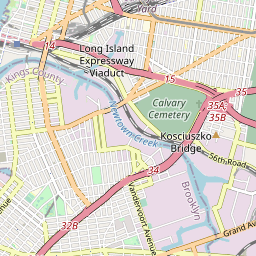 14
Long Island
Expressway
Viaduct
15
35
Kings County
Calvary
Cemetery
35A;
35B
Newtown Creek
Kosciuszko
Bridge
56th Road
34
Brooklyn
Vandervoort Avenue
32B
Grand Av